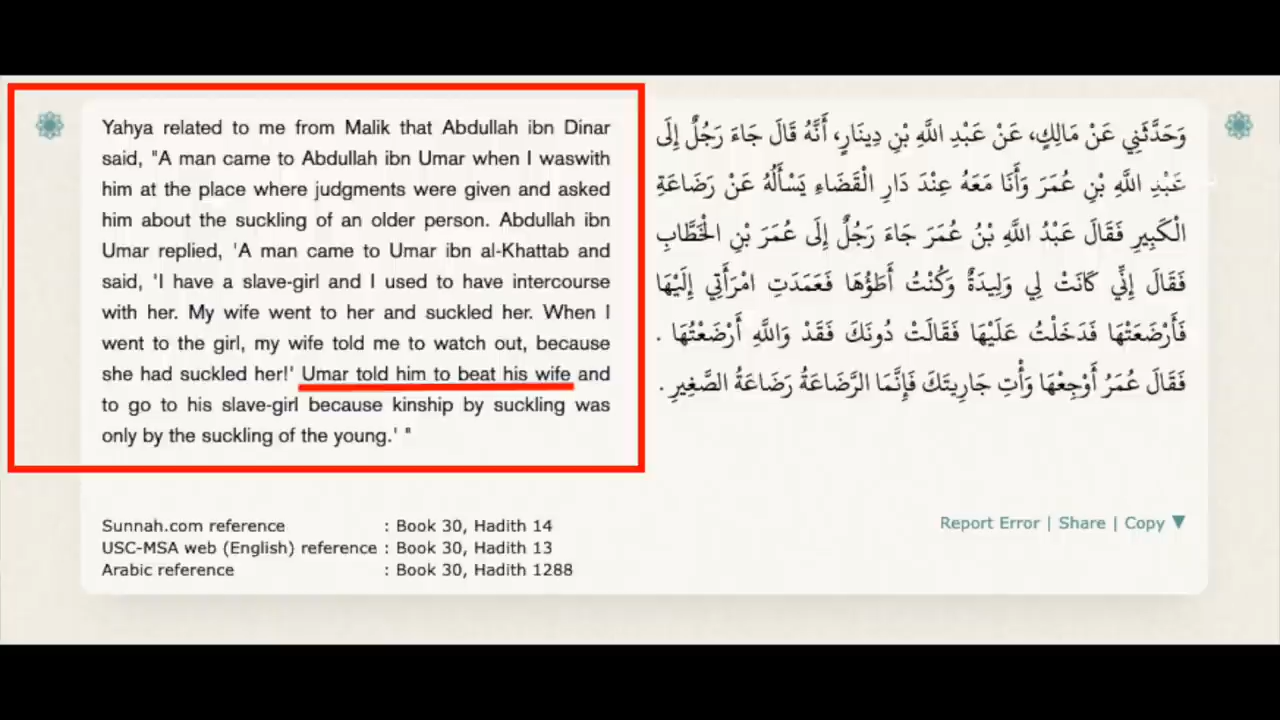 Yahya related to me from Malik that Abdullah ibn Dinar
said, "A man came to Abdullah ibn Umar when I waswith
him at the place where judgments were given and asked
him about the suckling of an older person. Abdullah ibn
Umar replied, 'A man came to Umar ibn al-Khattab and
said, 'I have a slave-girl and I used to have intercourse
with her. My wife went to her and suckled her. When I
went to the girl, my wife told me to watch out, because
she had suckled her!' Umar told him to beat his wife and
to go to his slave-girl because kinship by suckling was
only by the suckling of the young.' "
وَحَدَّثَنِي عَنْ مَالِكٍ، عَنْ عَبْدِ اللَّهِ بْنِ دِينَارٍ، أَنَّهُ قَالَ جَاءَ رَجُلٌ إِلَى
عَبْدِ اللَّهِ بْنِ عُمَرَ وَأَنَا مَعَهُ عِنْدَ دَارِ الْقَضَاءِ يَسْأَلُهُ عَنْ رَضَاعَةِ
الْكَبِيرِ فَقَالَ عَبْدُ اللَّهِ بْنُ عُمَرَ جَاءَ رَجُلٌ إِلَى عُمَرَ بْنِ الْخَطَّابِ
فَقَالَ إِنِّي كَانَتْ لِي وَلِيدَةٌ وَكُنْتُ أَطَؤُهَا فَعَمَدَتِ امْرَأَتِي إِلَيْهَا
فَأَرْضَعَتْهَا فَدَخَلْتُ عَلَيْهَا فَقَالَتْ دُونَكَ فَقَدْ وَاللَّهِ أَرْضَعْتُهَا .
فَقَالَ عُمَرُ أَوْجِعْهَا وَأْتِ جَارِيتَكَ فَإِنَّمَا الرَّضَاعَةُ رَضَاعَةُ الصَّغِيرِ .
Sunnah.com reference : Book 30, Hadith 14
USC-MSA web (English) reference : Book 30, Hadith 13
Arabic reference : Book 30, Hadith 1288
Report Error | Share | Copy ▼